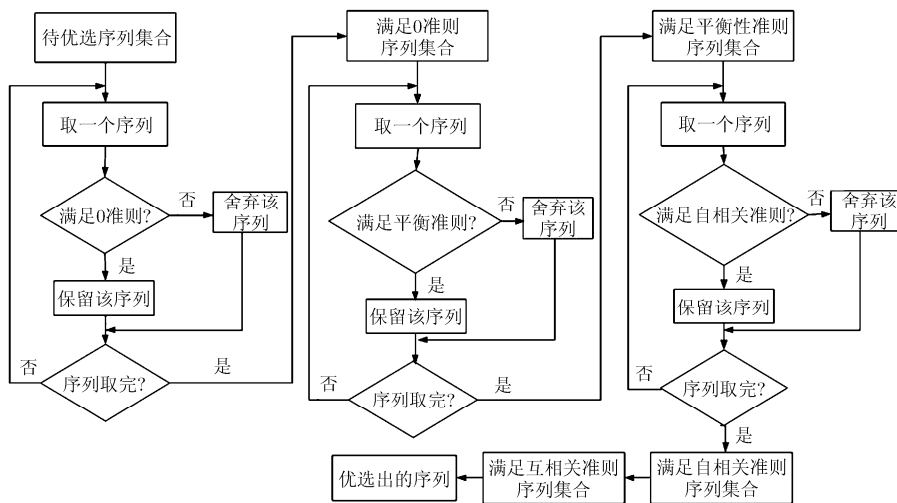 待优选序列集合
取一个序列
满足0准则?
否
舍弃该
序列
是
保留该序列
否
序列取完?
是
满足0准则
序列集合
取一个序列
满足平衡准则?
否
舍弃该
序列
是
保留该序列
否
序列取完?
是
满足平衡性准则
序列集合
取一个序列
满足自相关准则?
否
舍弃该
序列
是
保留该序列
否
序列取完?
是
满足自相关准则
序列集合
满足互相关准则
序列集合
优选出的序列